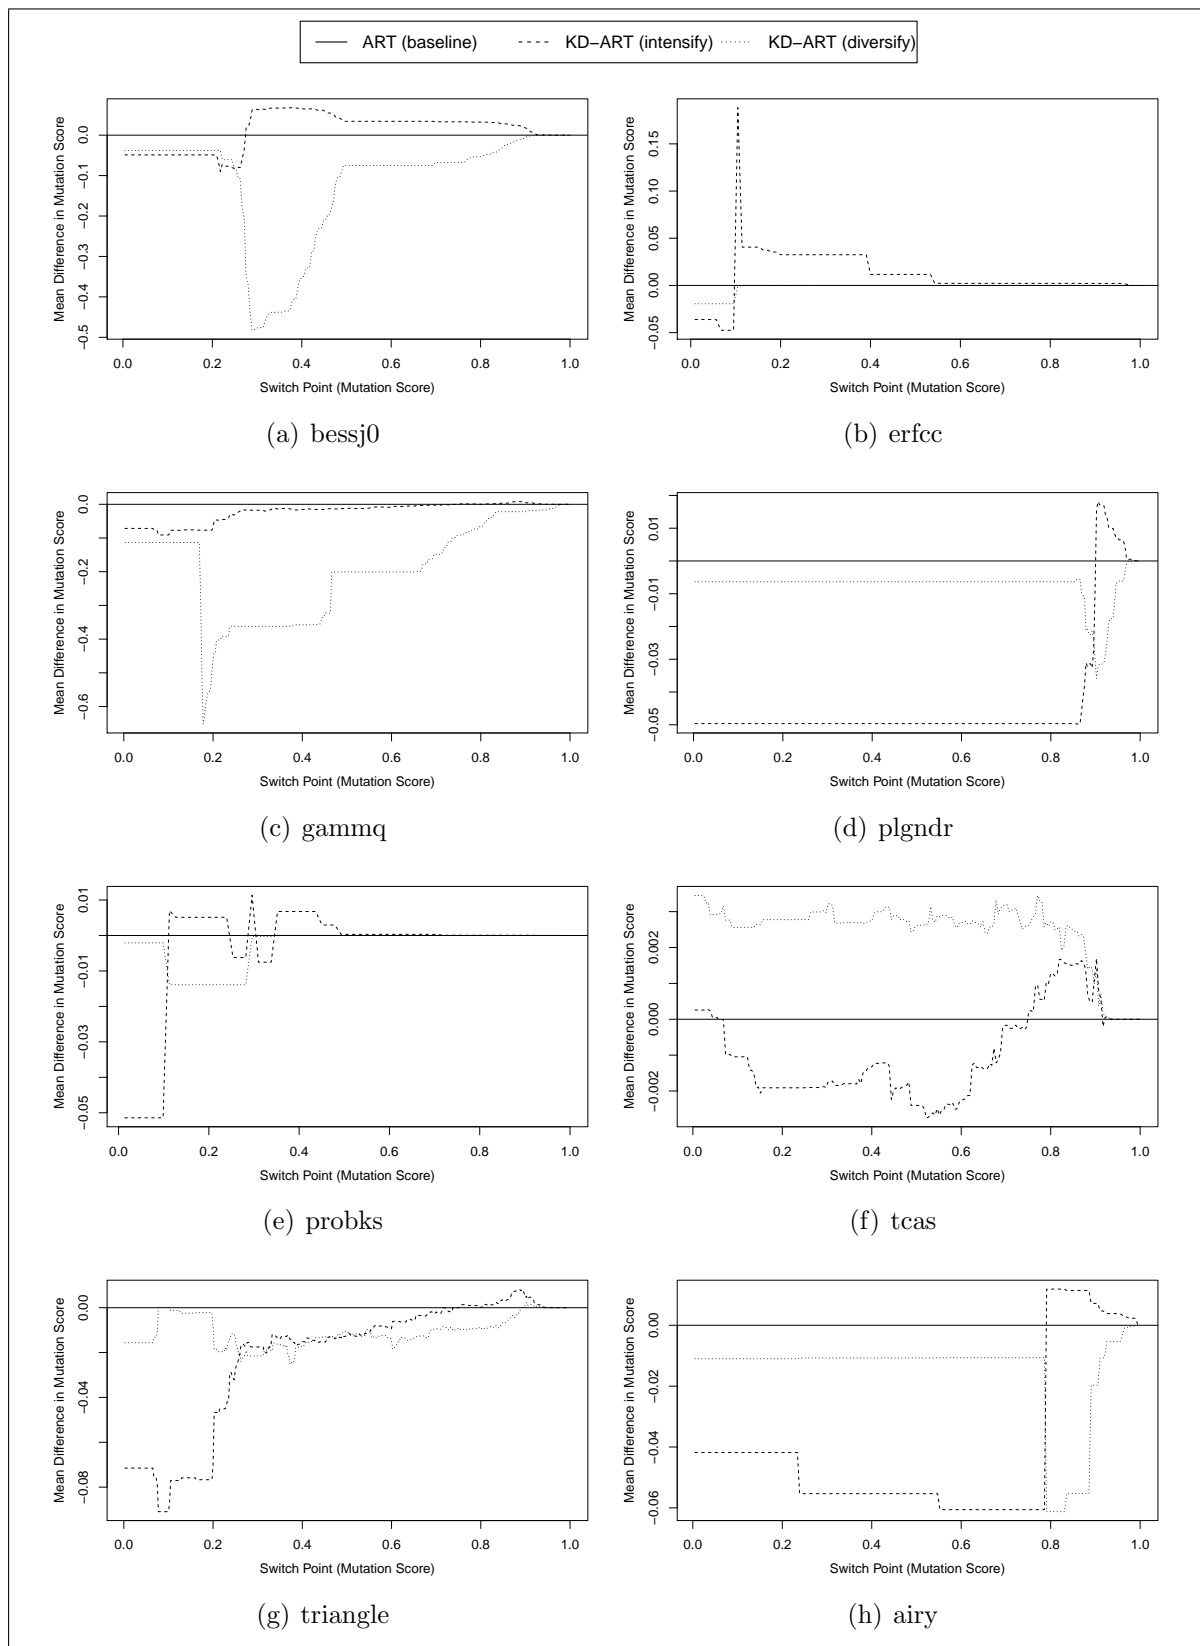 ART (baseline) KD−ART (intensify) KD−ART (diversify)
Mean Difference in Mutation Score
0.0
−0.1
−0.2
−0.3
−0.4
−0.5
0.0 0.2 0.4 0.6 0.8 1.0
Switch Point (Mutation Score)
(a) bessj0
Mean Difference in Mutation Score
0.15
0.10
0.05
0.00
−0.05
0.0 0.2 0.4 0.6 0.8 1.0
Switch Point (Mutation Score)
(b) erfcc
Mean Difference in Mutation Score
0.0
−0.2
−0.4
−0.6
0.0 0.2 0.4 0.6 0.8 1.0
Switch Point (Mutation Score)
(c) gammq
Mean Difference in Mutation Score
0.01
−0.01
−0.03
−0.05
0.0 0.2 0.4 0.6 0.8 1.0
Switch Point (Mutation Score)
(d) plgndr
Mean Difference in Mutation Score
0.01
−0.01
−0.03
−0.05
0.0 0.2 0.4 0.6 0.8 1.0
Switch Point (Mutation Score)
(e) probks
Mean Difference in Mutation Score
0.002
0.000
−0.002
0.0 0.2 0.4 0.6 0.8 1.0
Switch Point (Mutation Score)
(f) tcas
Mean Difference in Mutation Score
0.00
−0.04
−0.08
0.0 0.2 0.4 0.6 0.8 1.0
Switch Point (Mutation Score)
(g) triangle
Mean Difference in Mutation Score
0.00
−0.02
−0.04
−0.06
0.0 0.2 0.4 0.6 0.8 1.0
Switch Point (Mutation Score)
(h) airy